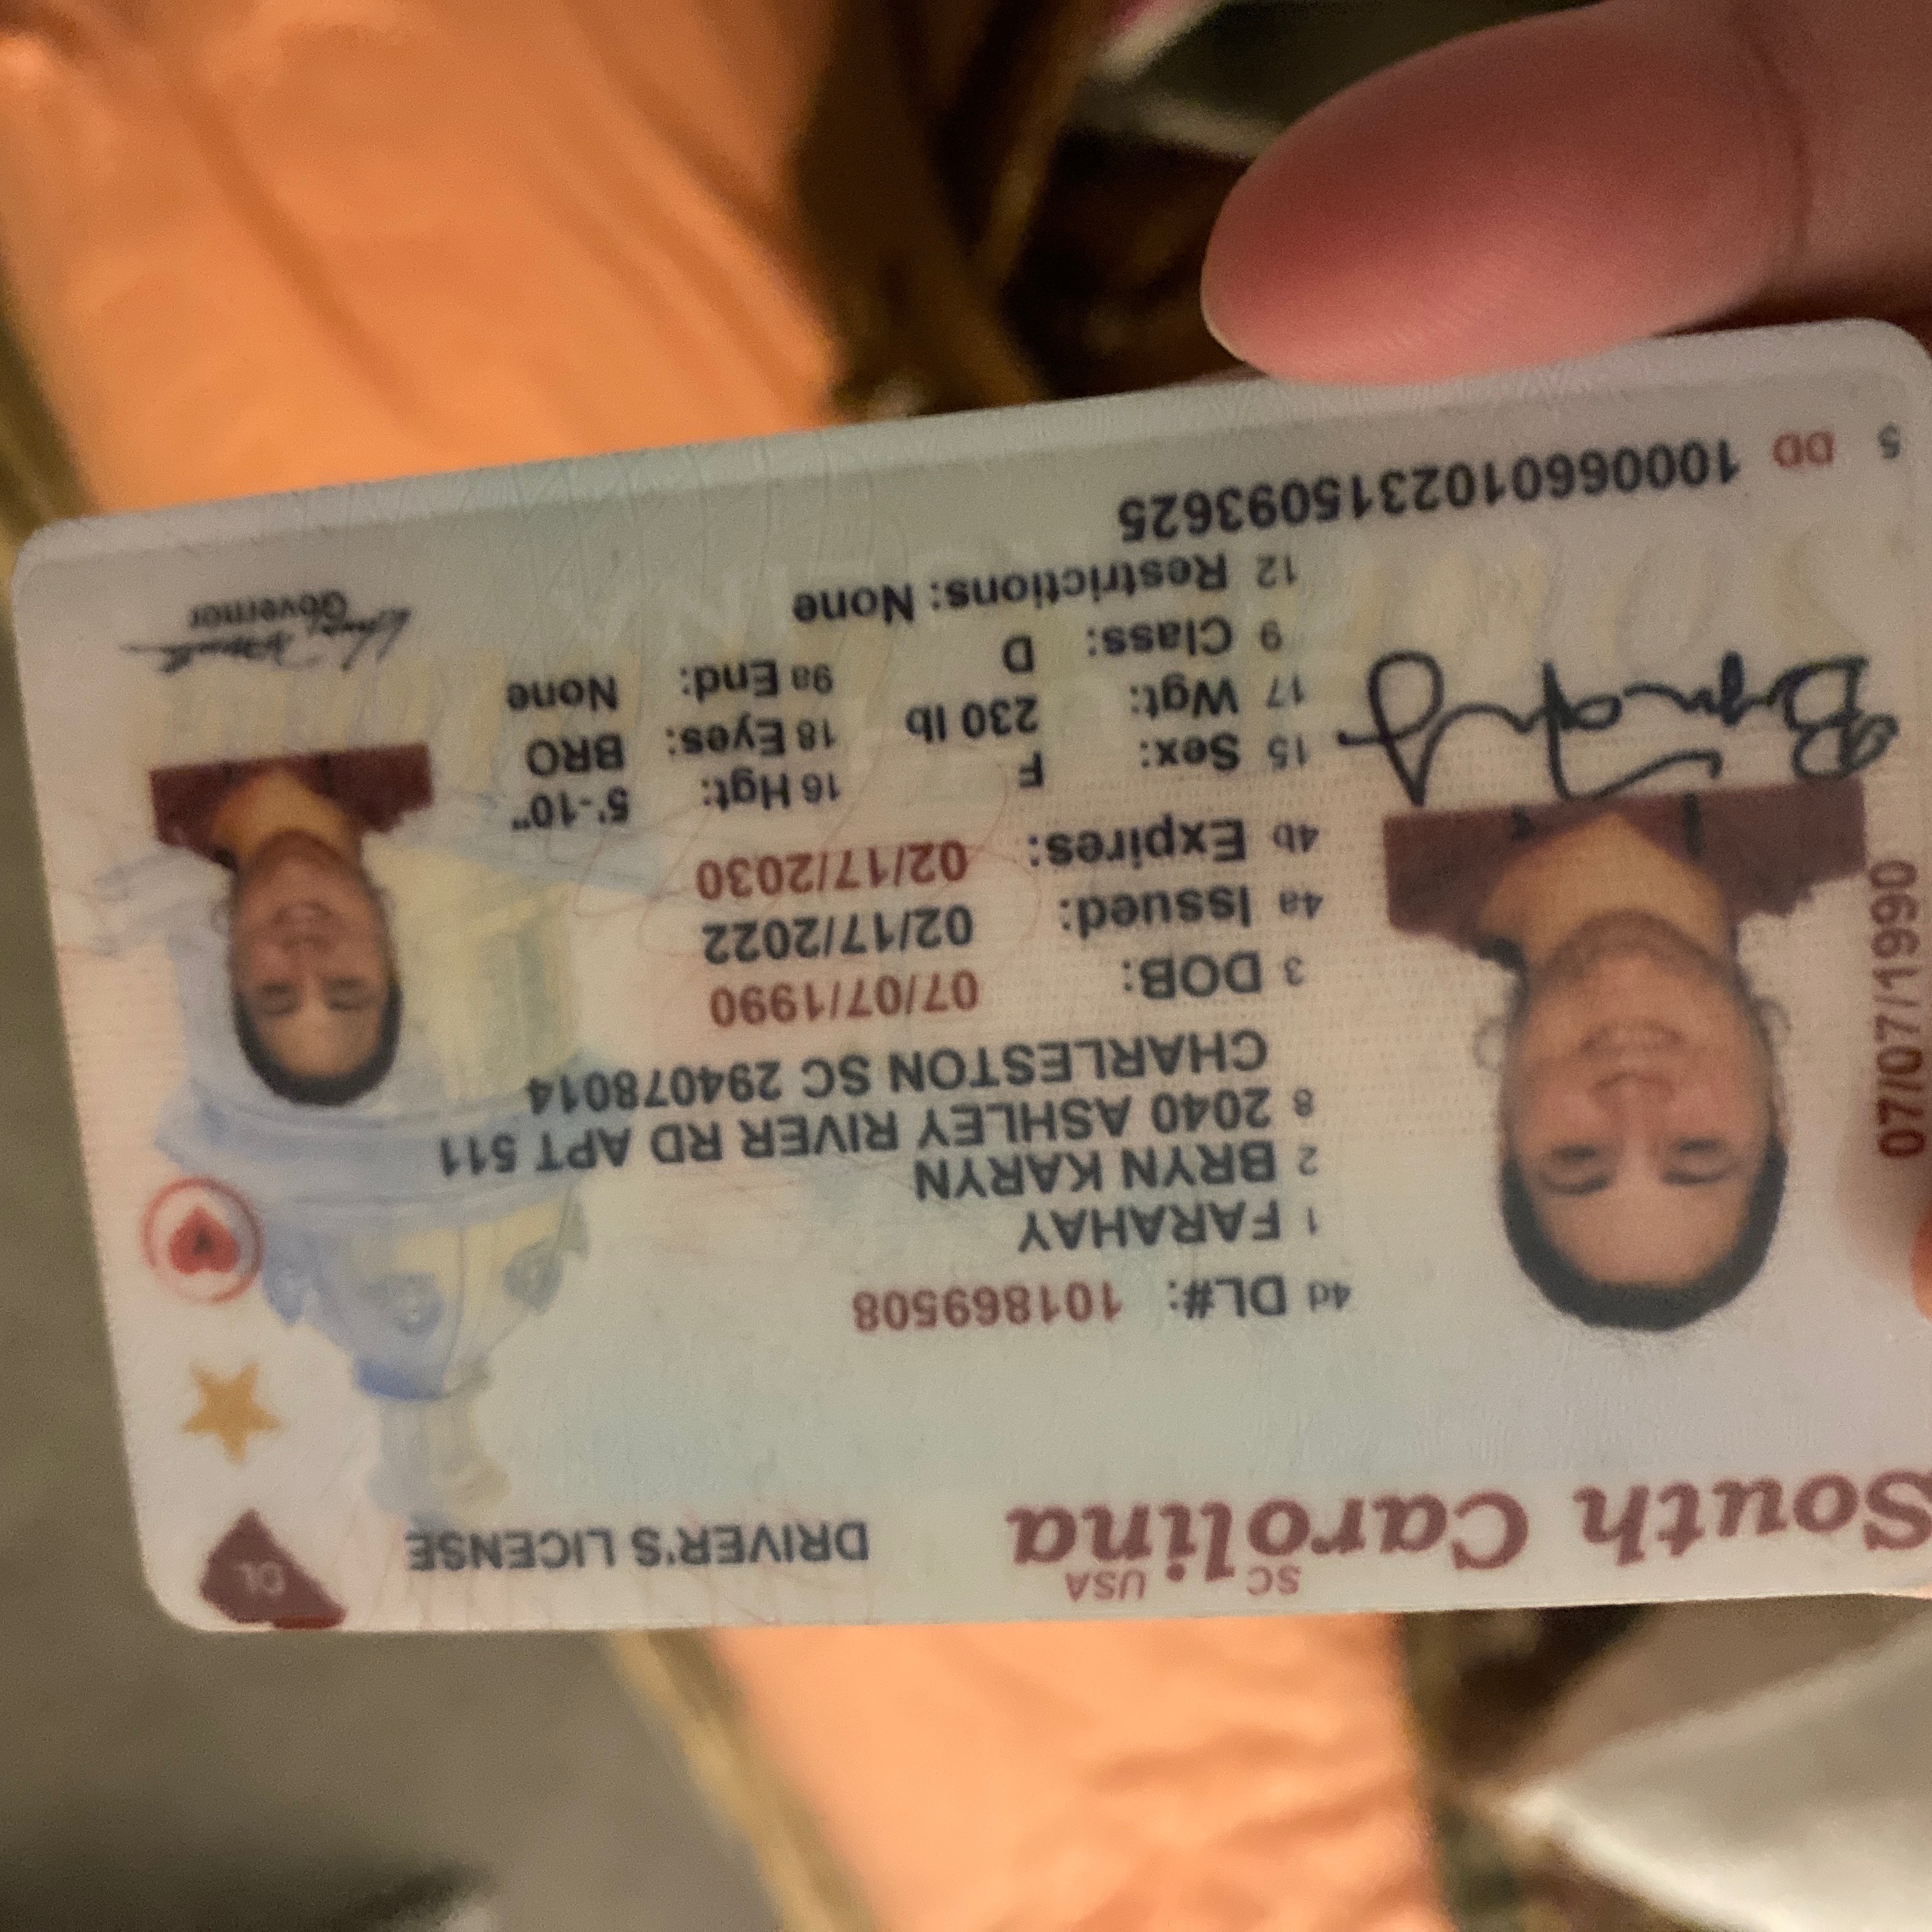 SC USA
South Carolina DRIVER'S LICENSE DL
4d DL#: 101869508
1 FARAHAY
2 BRYN KARYN
8 2040 ASHLEY RIVER RD APT 511
CHARLESTON SC 294078014
3 DOB: 07/07/1990
4a Issued: 02/17/2022
4b Expires: 02/17/2030
15 Sex: F 16 Hgt: 5'-10"
17 Wgt: 230 lb 18 Eyes: BRO
9 Class: D 9a End: None
12 Restrictions: None
Governor
5 DD 1000660102315093625
07/07/1990